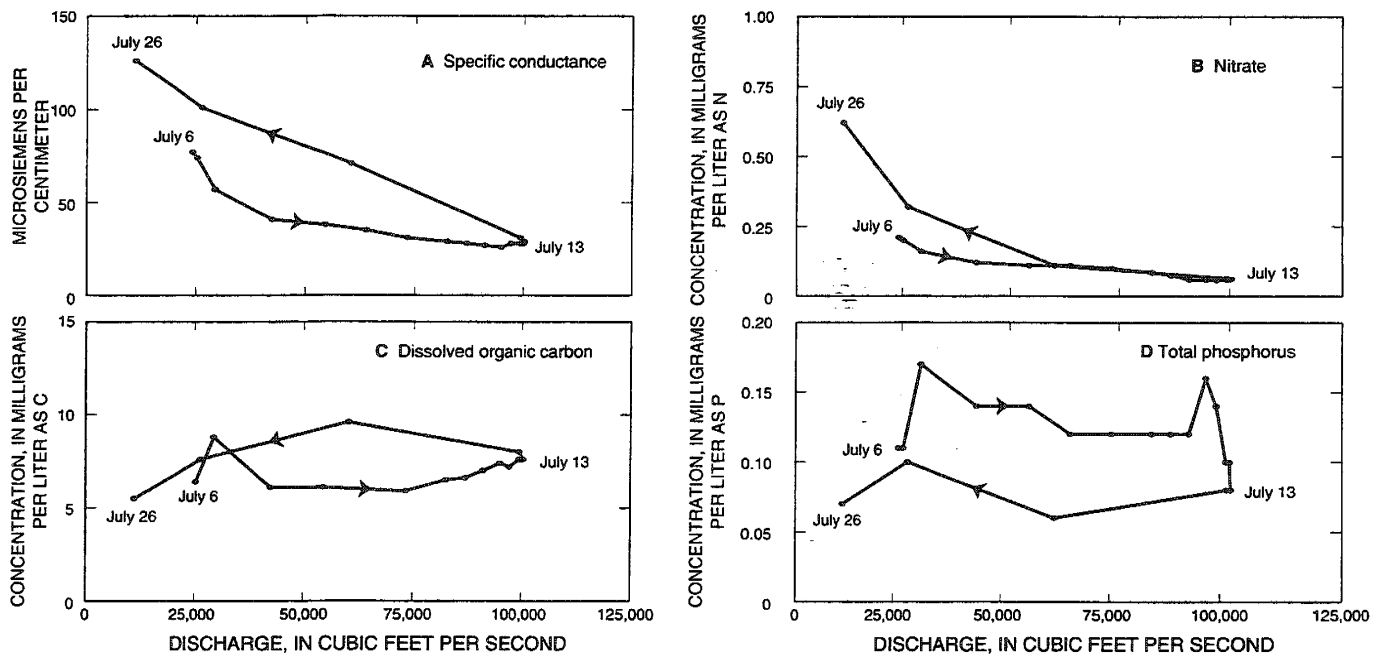 150
100
50
0
MICROSIEMENS PER
CENTIMETER
July 26
A Specific conductance
July 6
July 13
1.00
0.75
0.50
0.25
0
CONCENTRATION, IN MILLIGRAMS
PER LITER AS N
B Nitrate
July 26
July 6
July 13
15
10
5
0
CONCENTRATION, IN MILLIGRAMS
PER LITER AS C
C Dissolved organic carbon
July 13
July 6
July 26
0 25,000 50,000 75,000 100,000 125,000
DISCHARGE, IN CUBIC FEET PER SECOND
0.20
0.15
0.10
0.05
0.00
CONCENTRATION, IN MILLIGRAMS
PER LITER AS P
D Total phosphorus
July 6
July 13
July 26
0 25,000 50,000 75,000 100,000 125,000
DISCHARGE, IN CUBIC FEET PER SECOND